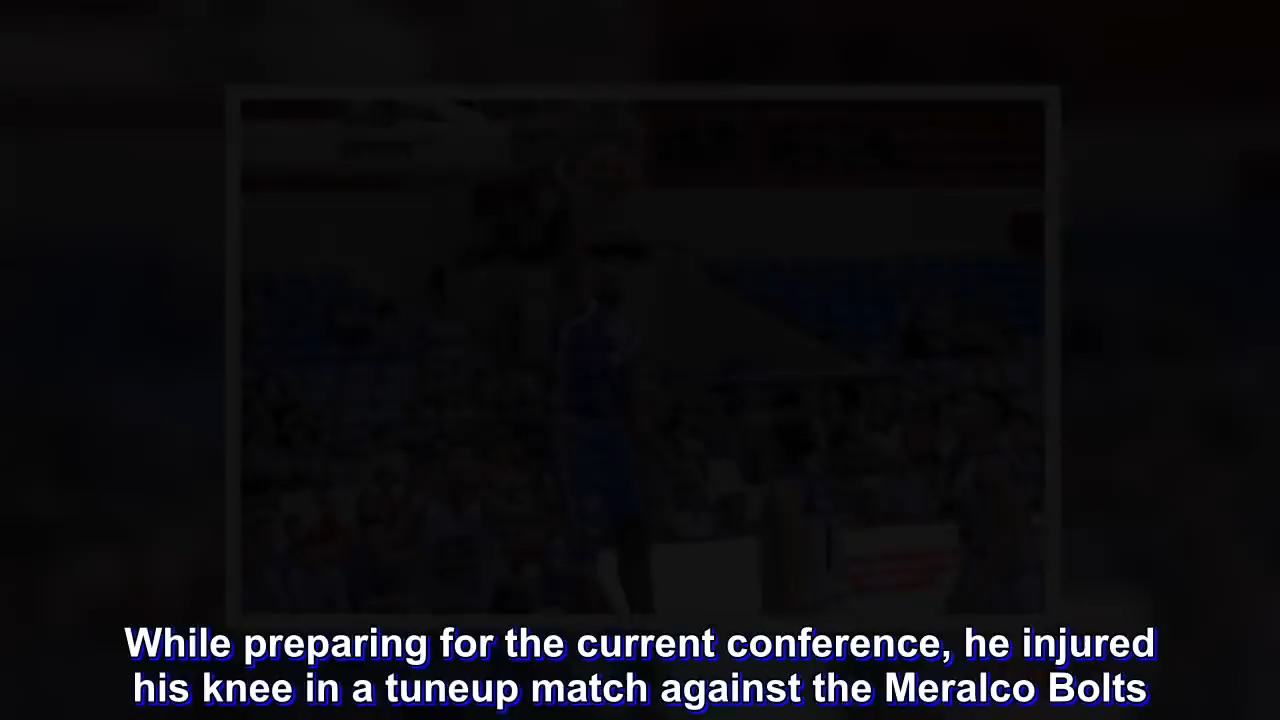 While preparing for the current conference, he injured
his knee in a tuneup match against the Meralco Bolts